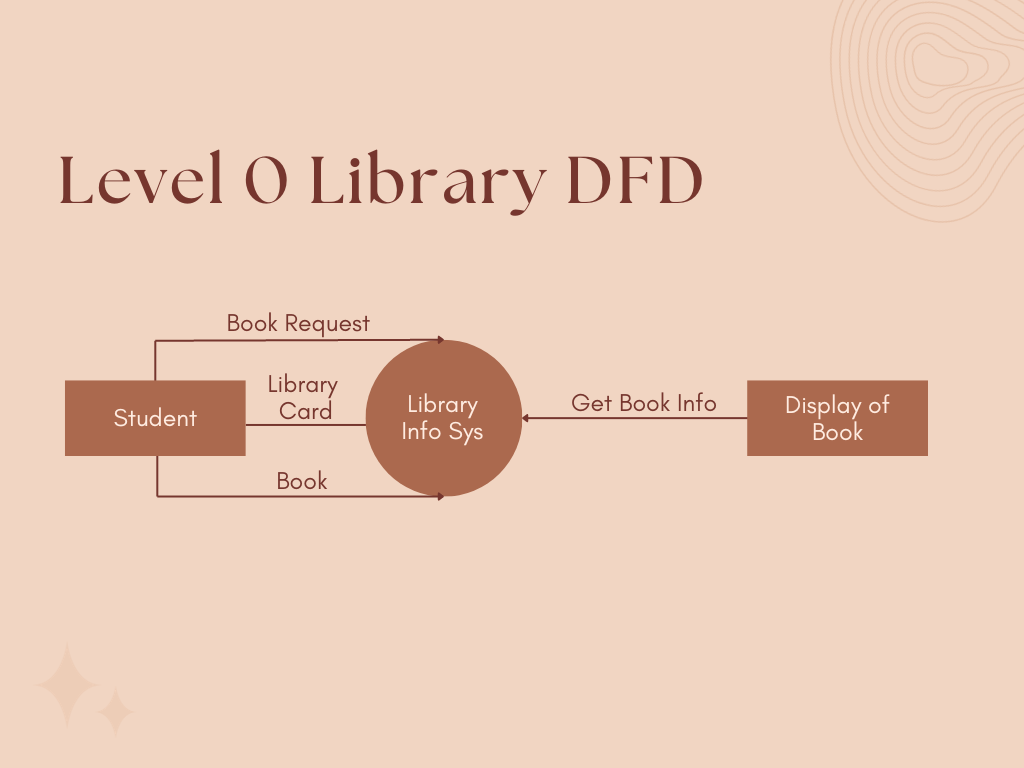 Level 0 Library DFD
Book Request
Library
Card
Student
Library
Info Sys
Get Book Info
Display of
Book
Book